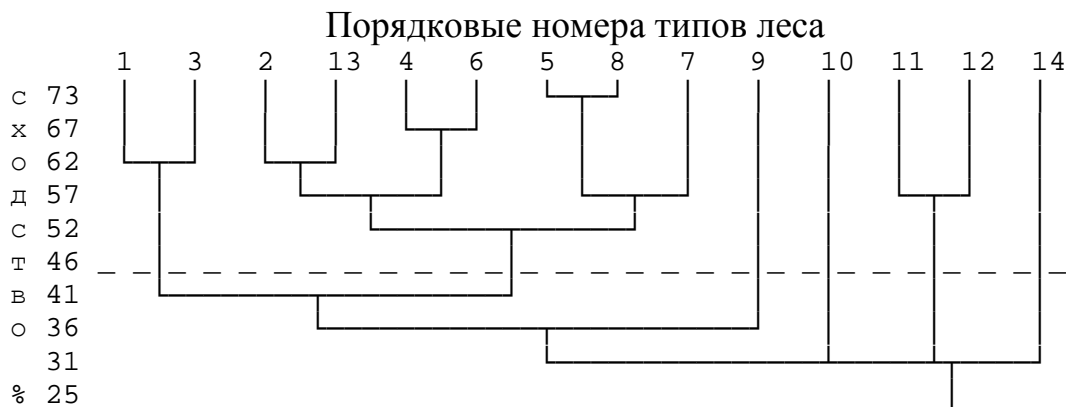 Порядковые номера типов леса
1 3 2 13 4 6 5 8 7 9 10 11 12 14
с 73
х 67
о 62
д 57
с 52
т 46
в 41
о 36
31
% 25